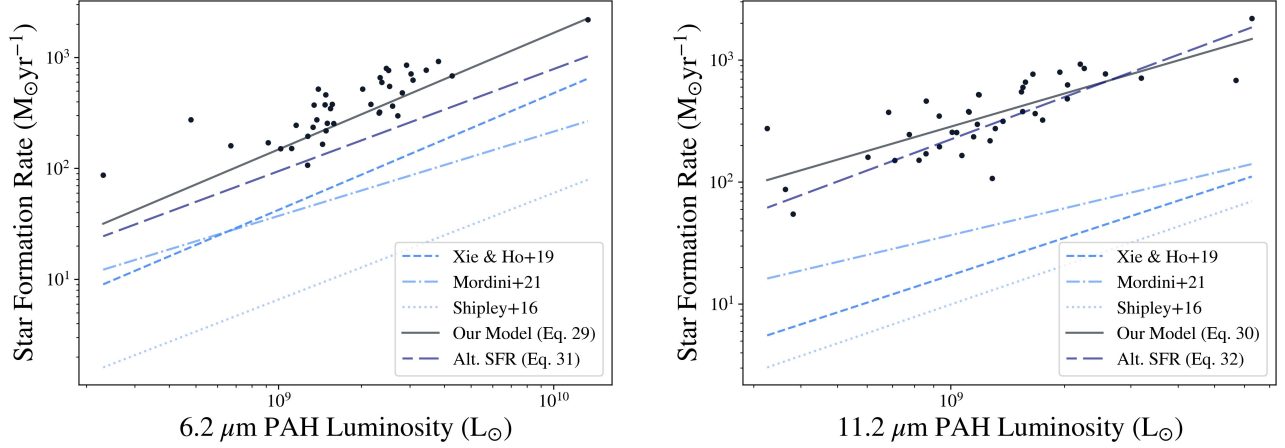 Star Formation Rate (M⊙yr⁻¹)
10³
10²
10¹
Xie & Ho+19
Mordini+21
Shipley+16
Our Model (Eq. 29)
Alt. SFR (Eq. 31)
10⁹
10¹⁰
6.2 μm PAH Luminosity (L⊙)
Star Formation Rate (M⊙yr⁻¹)
10³
10²
10¹
Xie & Ho+19
Mordini+21
Shipley+16
Our Model (Eq. 30)
Alt. SFR (Eq. 32)
10⁹
11.2 μm PAH Luminosity (L⊙)